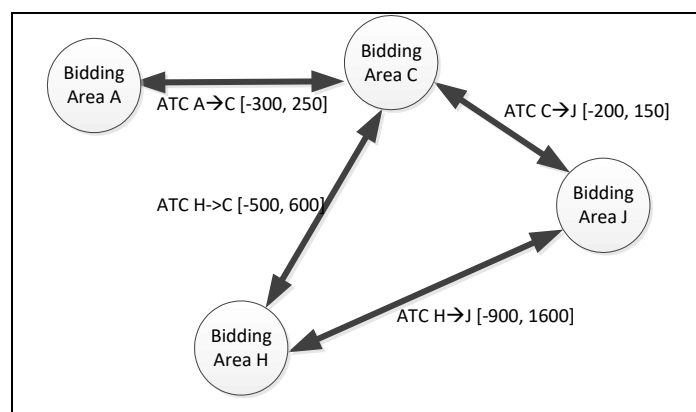 Bidding
Area A
Bidding
Area C
ATC A→C [-300, 250]
ATC C→J [-200, 150]
ATC H->C [-500, 600]
Bidding
Area J
ATC H→J [-900, 1600]
Bidding
Area H